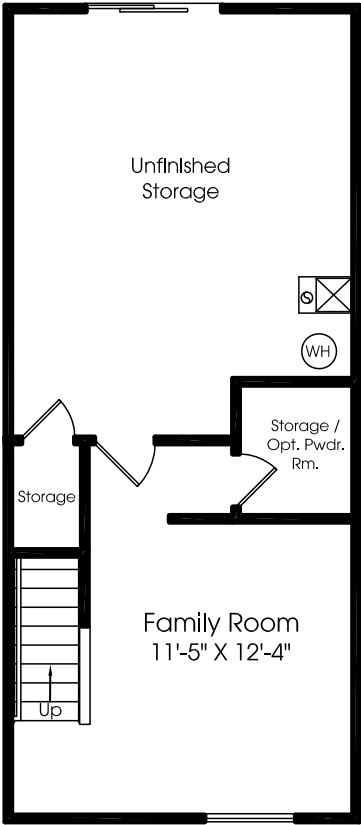 Unfinished
Storage
WH
Storage /
Opt. Pwdr.
Rm.
Storage
Family Room
11'-5" X 12'-4"
Up